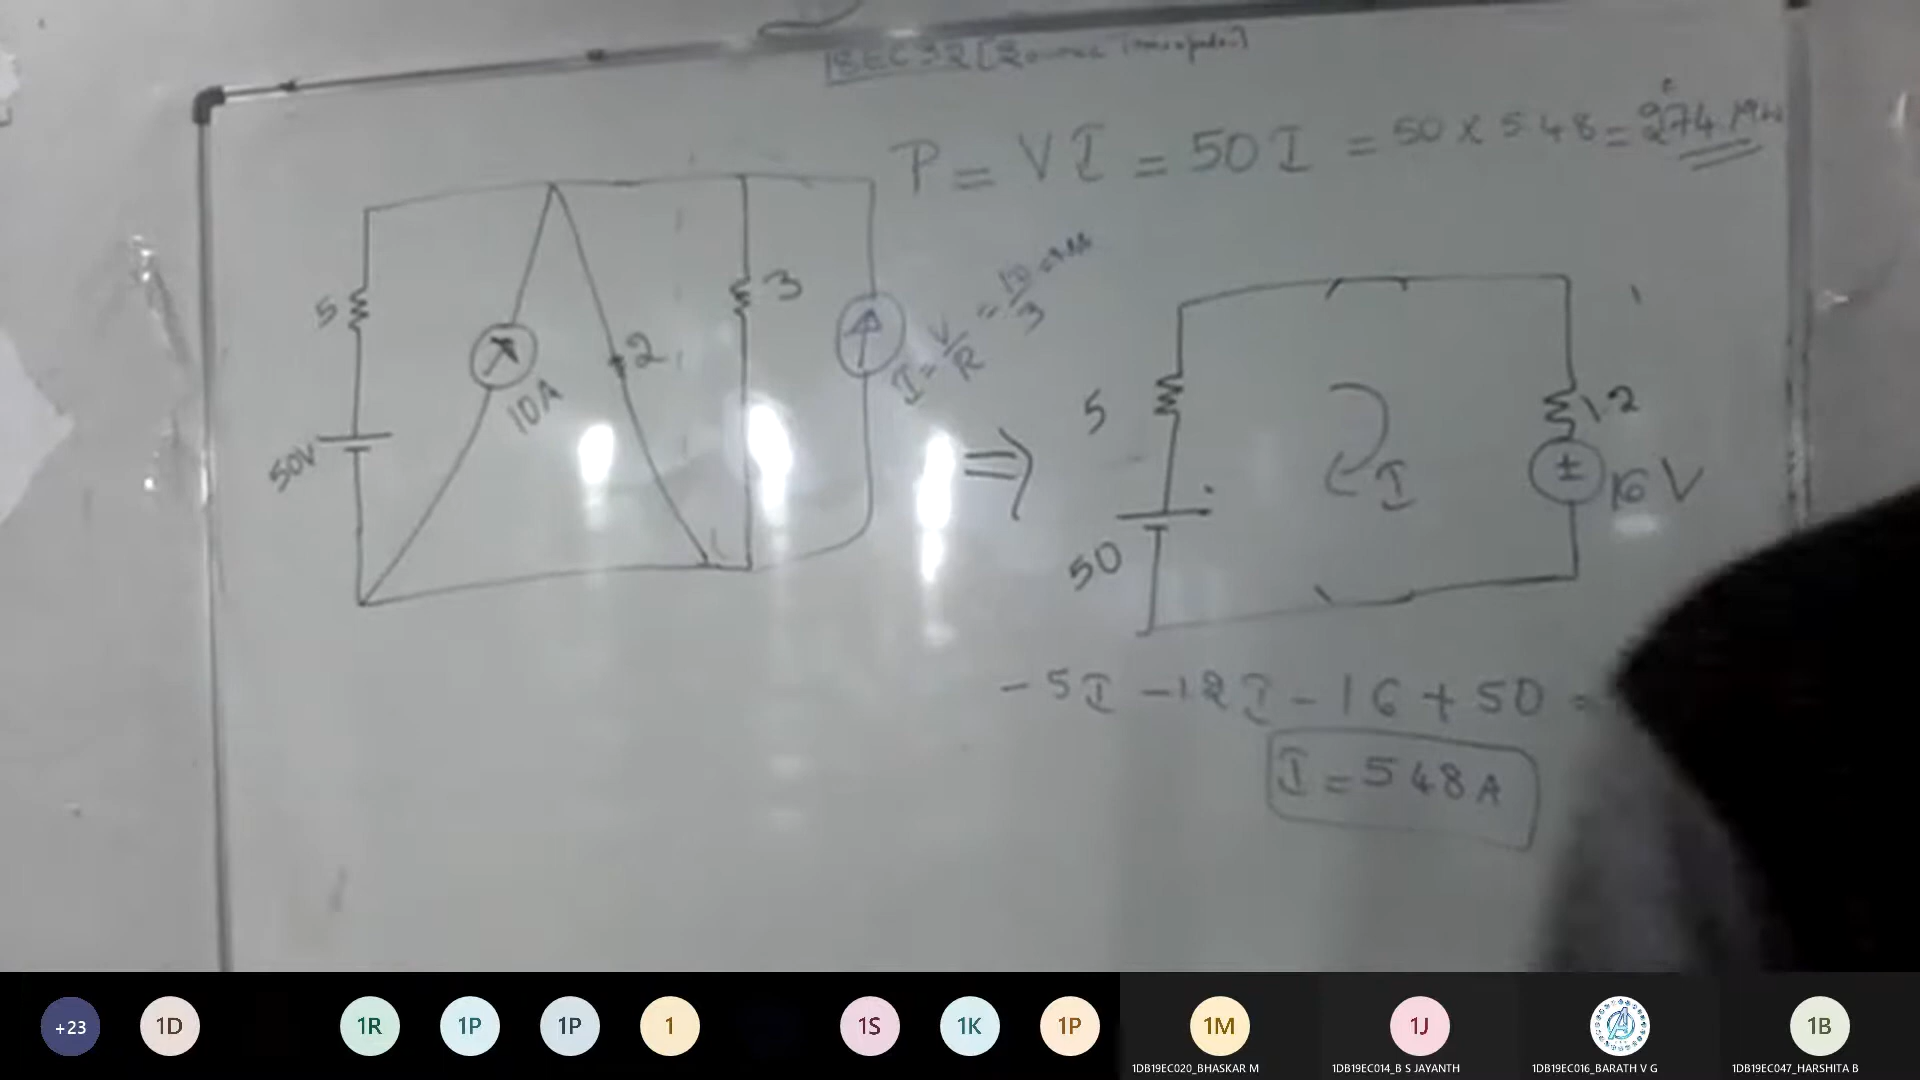 18EC32
P = VI = 50I = 50 x 5.48 = 274
5
3
2
10A
50V
I = V/R = 10/3
⇒
5
1.2
± 16V
I
50
-5I - 1.2I - 16 + 50 =
I = 5.48A
+23
1D
1R
1P
1P
1
1S
1K
1P
1M
1J
1B
1DB19EC020_BHASKAR M
1DB19EC014_B S JAYANTH
1DB19EC016_BARATH V G
1DB19EC047_HARSHITA B